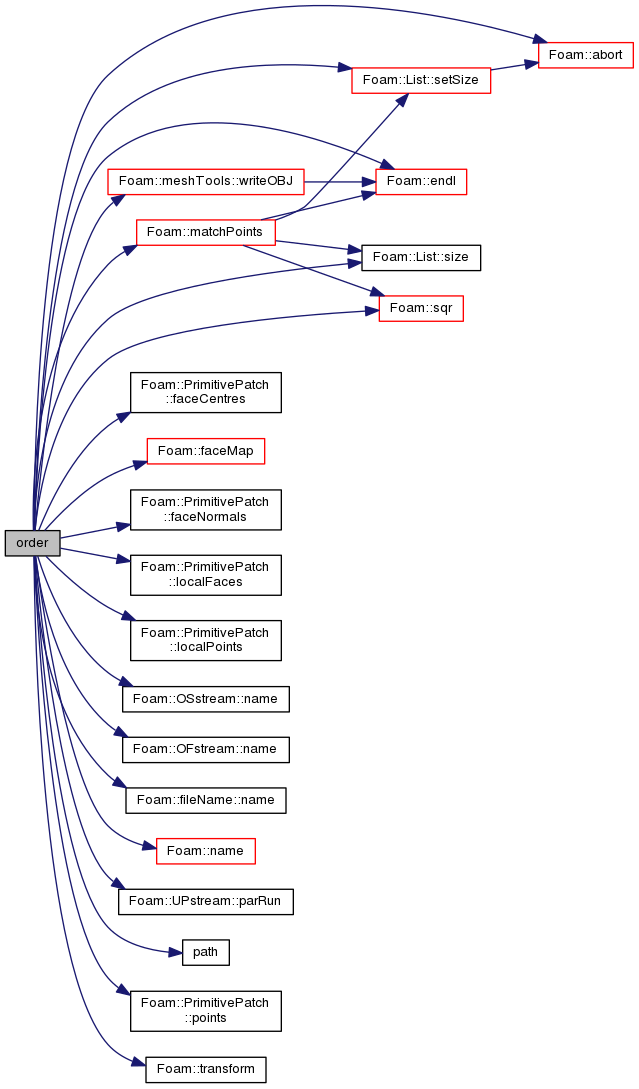 Foam::abort
Foam::List::setSize
Foam::meshTools::writeOBJ
Foam::endl
Foam::matchPoints
Foam::List::size
Foam::sqr
Foam::PrimitivePatch
::faceCentres
Foam::faceMap
Foam::PrimitivePatch
::faceNormals
order
Foam::PrimitivePatch
::localFaces
Foam::PrimitivePatch
::localPoints
Foam::OSstream::name
Foam::OFstream::name
Foam::fileName::name
Foam::name
Foam::UPstream::parRun
path
Foam::PrimitivePatch
::points
Foam::transform